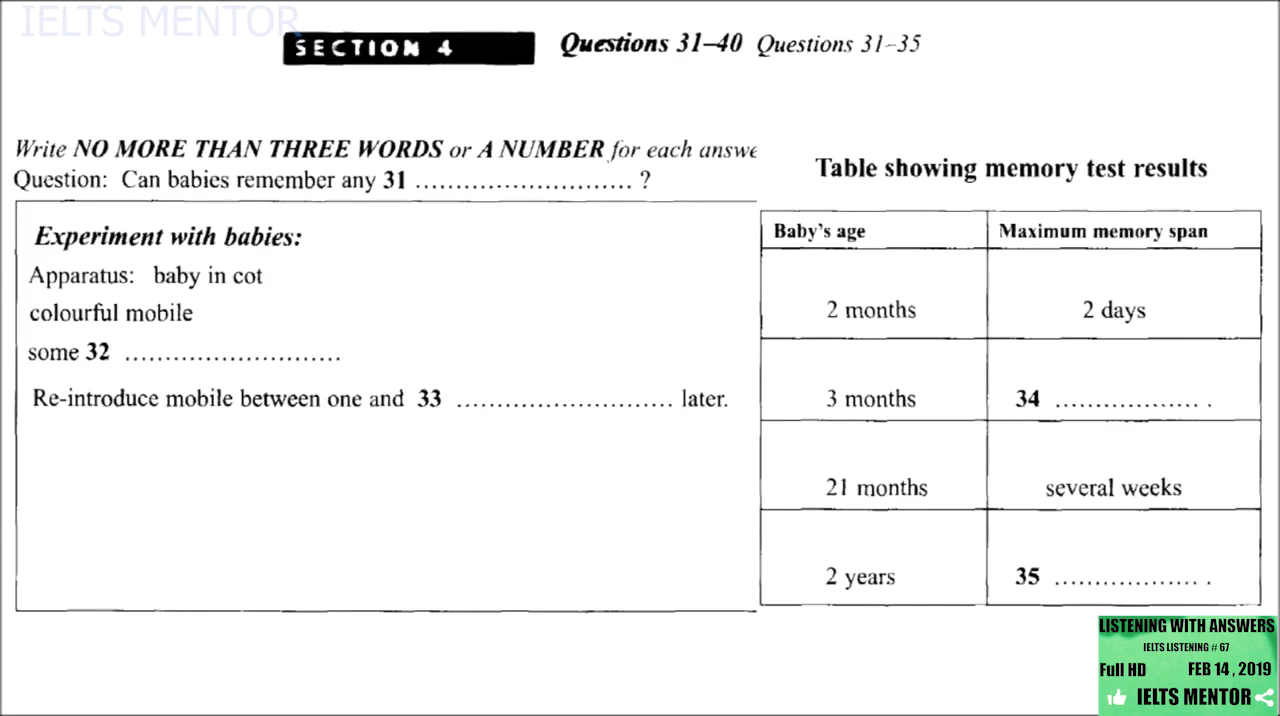 IELTS MENTOR
SECTION 4 Questions 31–40 Questions 31–35
Write NO MORE THAN THREE WORDS or A NUMBER for each answe
Question: Can babies remember any 31 ........................... ?
Experiment with babies:
Apparatus: baby in cot
colourful mobile
some 32 ...........................
Re-introduce mobile between one and 33 ........................... later.
Table showing memory test results
Baby's age Maximum memory span
2 months 2 days
3 months 34 .................. .
21 months several weeks
2 years 35 .................. .
LISTENING WITH ANSWERS
IELTS LISTENING # 67
Full HD FEB 14 , 2019
IELTS MENTOR